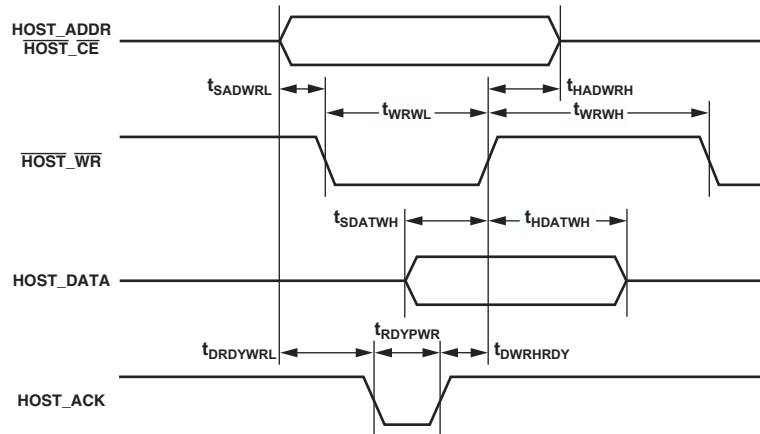 HOST_ADDR
HOST_CE
tSADWRL
tHADWRH
tWRWL
tWRWH
HOST_WR
tSDATWH
tHDATWH
HOST_DATA
tRDYPWR
tDRDYWRL
tDWRHRDY
HOST_ACK